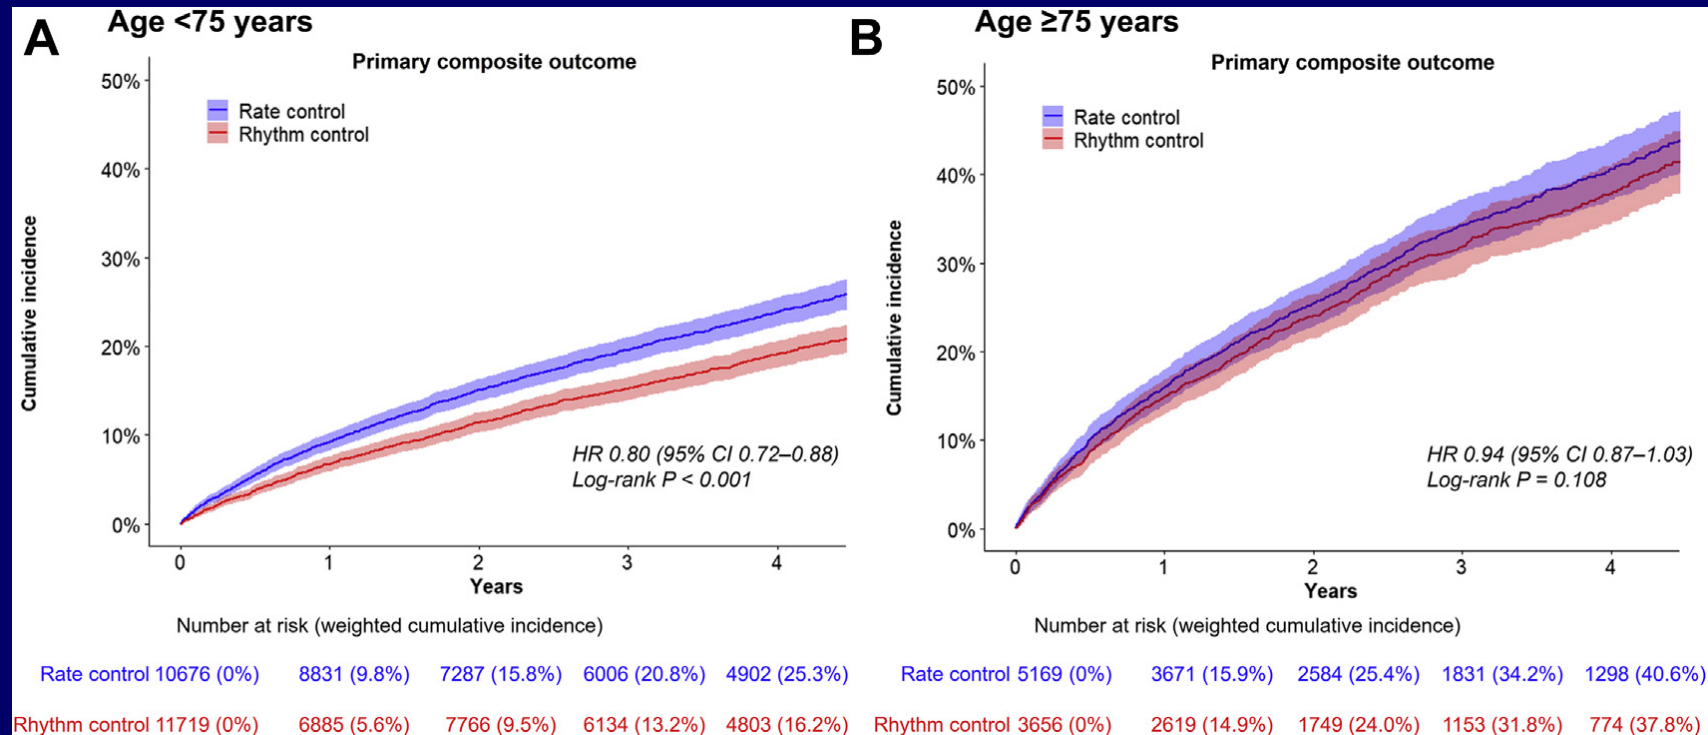 A Age <75 years
Primary composite outcome
50%
40%
30%
20%
10%
0%
Cumulative incidence
Rate control
Rhythm control
HR 0.80 (95% CI 0.72–0.88)
Log-rank P < 0.001
0 1 2 3 4
Years
Number at risk (weighted cumulative incidence)
Rate control 10676 (0%) 8831 (9.8%) 7287 (15.8%) 6006 (20.8%) 4902 (25.3%)
Rhythm control 11719 (0%) 6885 (5.6%) 7766 (9.5%) 6134 (13.2%) 4803 (16.2%)
B Age ≥75 years
Primary composite outcome
50%
40%
30%
20%
10%
0%
Cumulative incidence
Rate control
Rhythm control
HR 0.94 (95% CI 0.87–1.03)
Log-rank P = 0.108
0 1 2 3 4
Years
Number at risk (weighted cumulative incidence)
Rate control 5169 (0%) 3671 (15.9%) 2584 (25.4%) 1831 (34.2%) 1298 (40.6%)
Rhythm control 3656 (0%) 2619 (14.9%) 1749 (24.0%) 1153 (31.8%) 774 (37.8%)